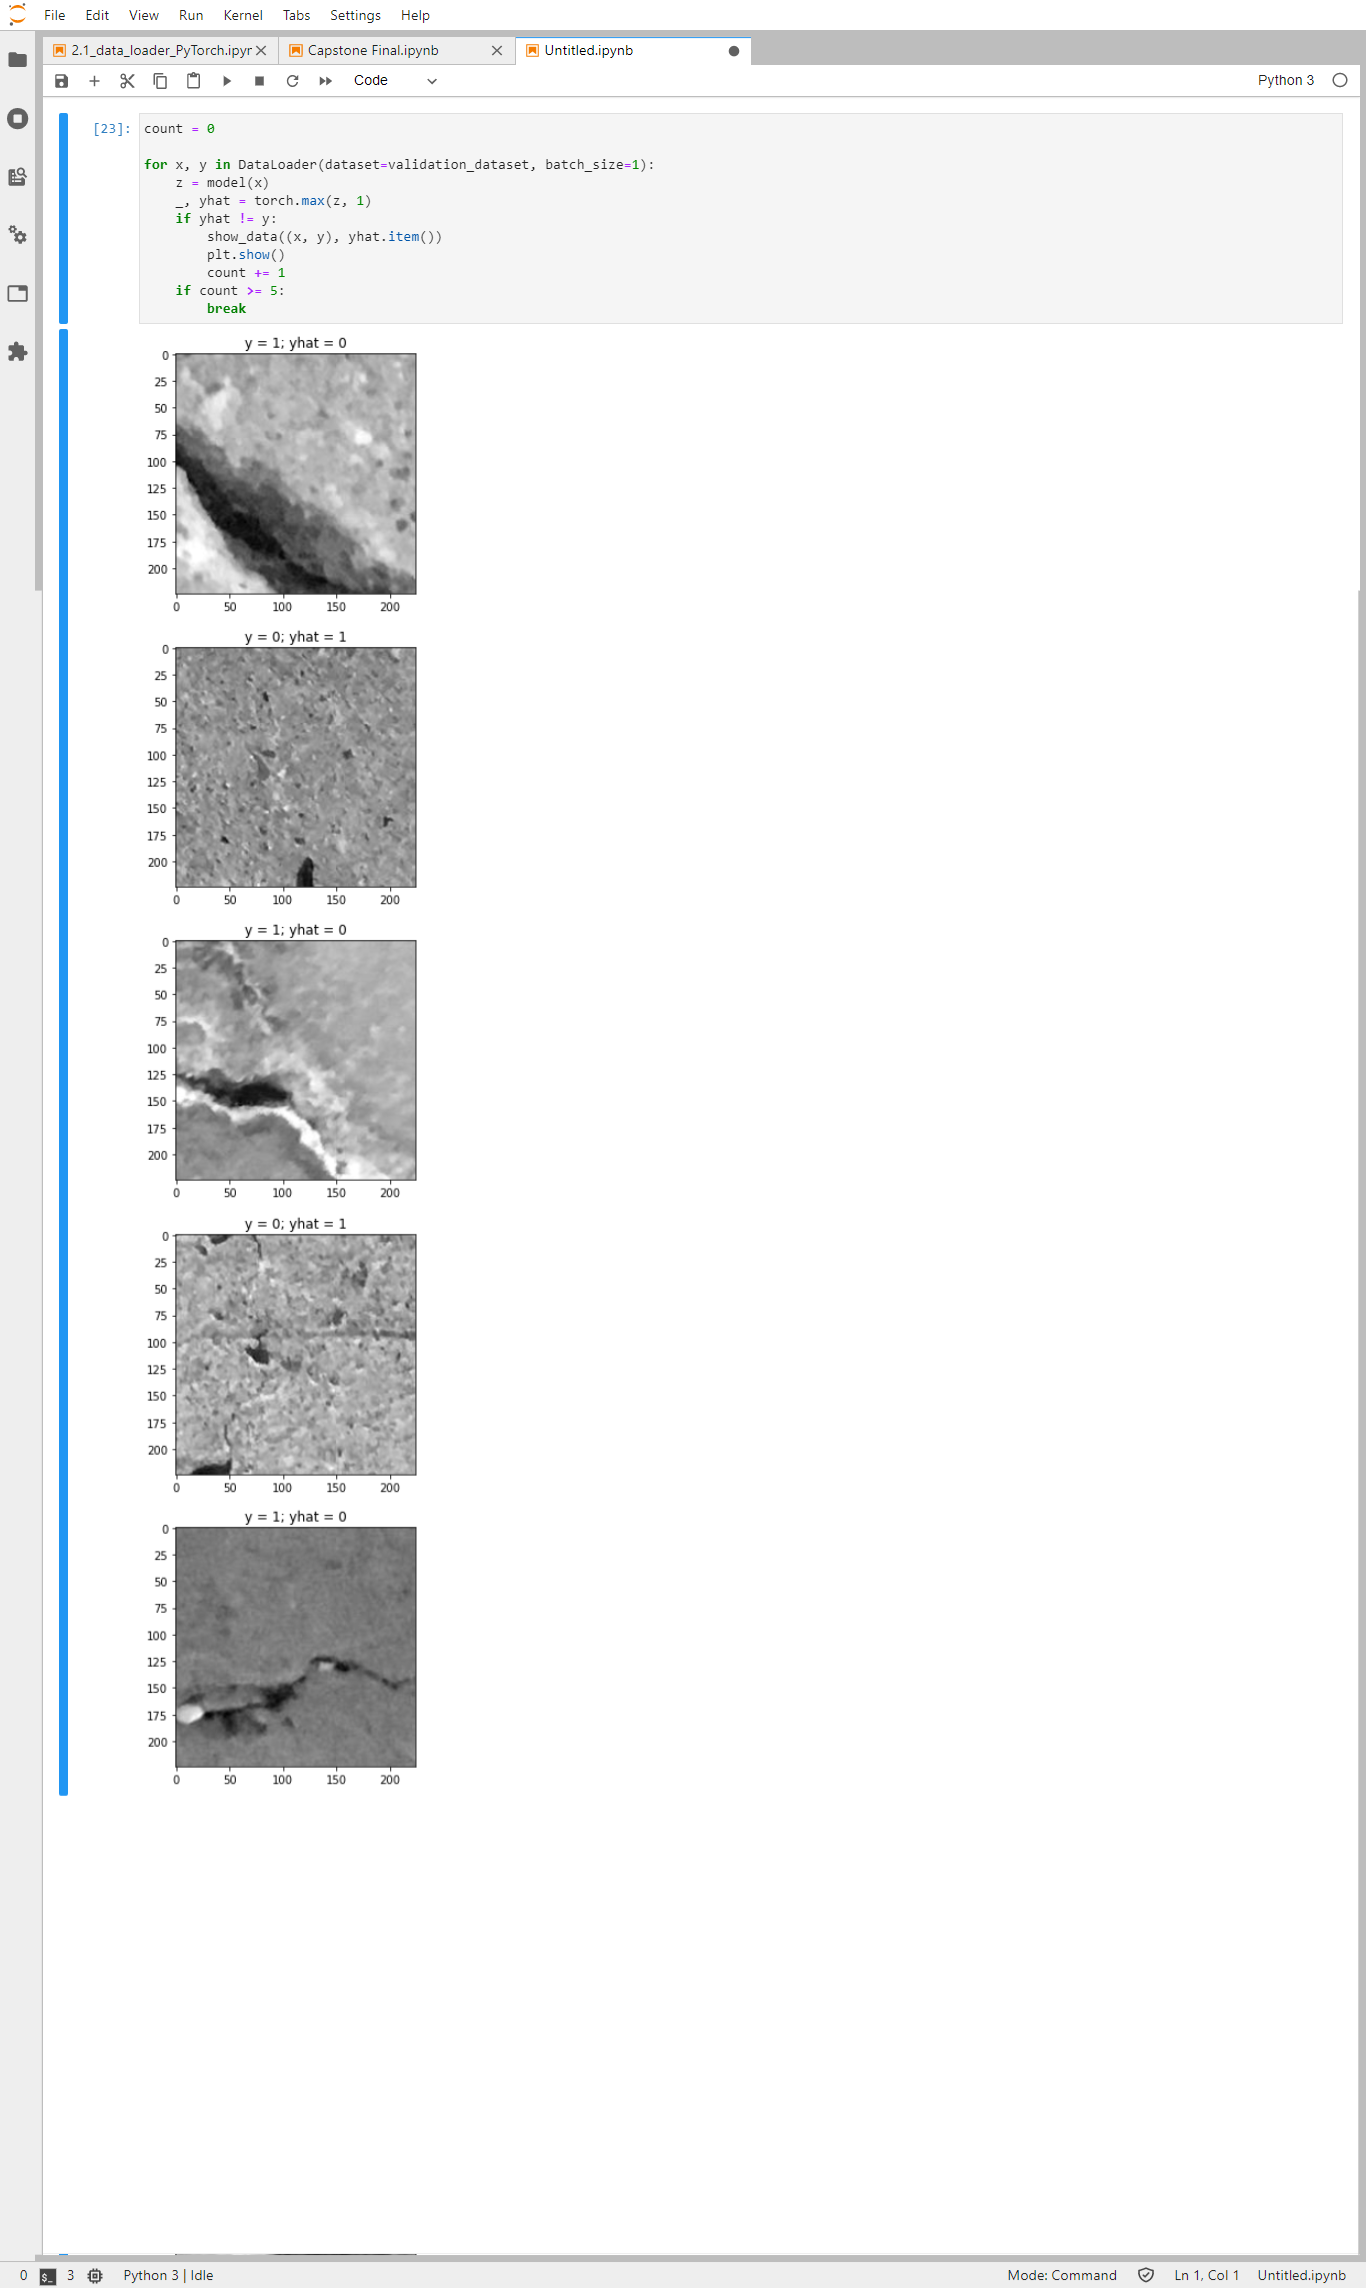 File Edit View Run Kernel Tabs Settings Help
2.1_data_loader_PyTorch.ipyr Capstone Final.ipynb Untitled.ipynb
Code Python 3
[23]: count = 0
for x, y in DataLoader(dataset=validation_dataset, batch_size=1):
    z = model(x)
    _, yhat = torch.max(z, 1)
    if yhat != y:
        show_data((x, y), yhat.item())
        plt.show()
        count += 1
    if count >= 5:
        break
y = 1; yhat = 0
0
25
50
75
100
125
150
175
200
0 50 100 150 200
y = 0; yhat = 1
0
25
50
75
100
125
150
175
200
0 50 100 150 200
y = 1; yhat = 0
0
25
50
75
100
125
150
175
200
0 50 100 150 200
y = 0; yhat = 1
0
25
50
75
100
125
150
175
200
0 50 100 150 200
y = 1; yhat = 0
0
25
50
75
100
125
150
175
200
0 50 100 150 200
0 $_ 3 Python 3 | Idle Mode: Command Ln 1, Col 1 Untitled.ipynb